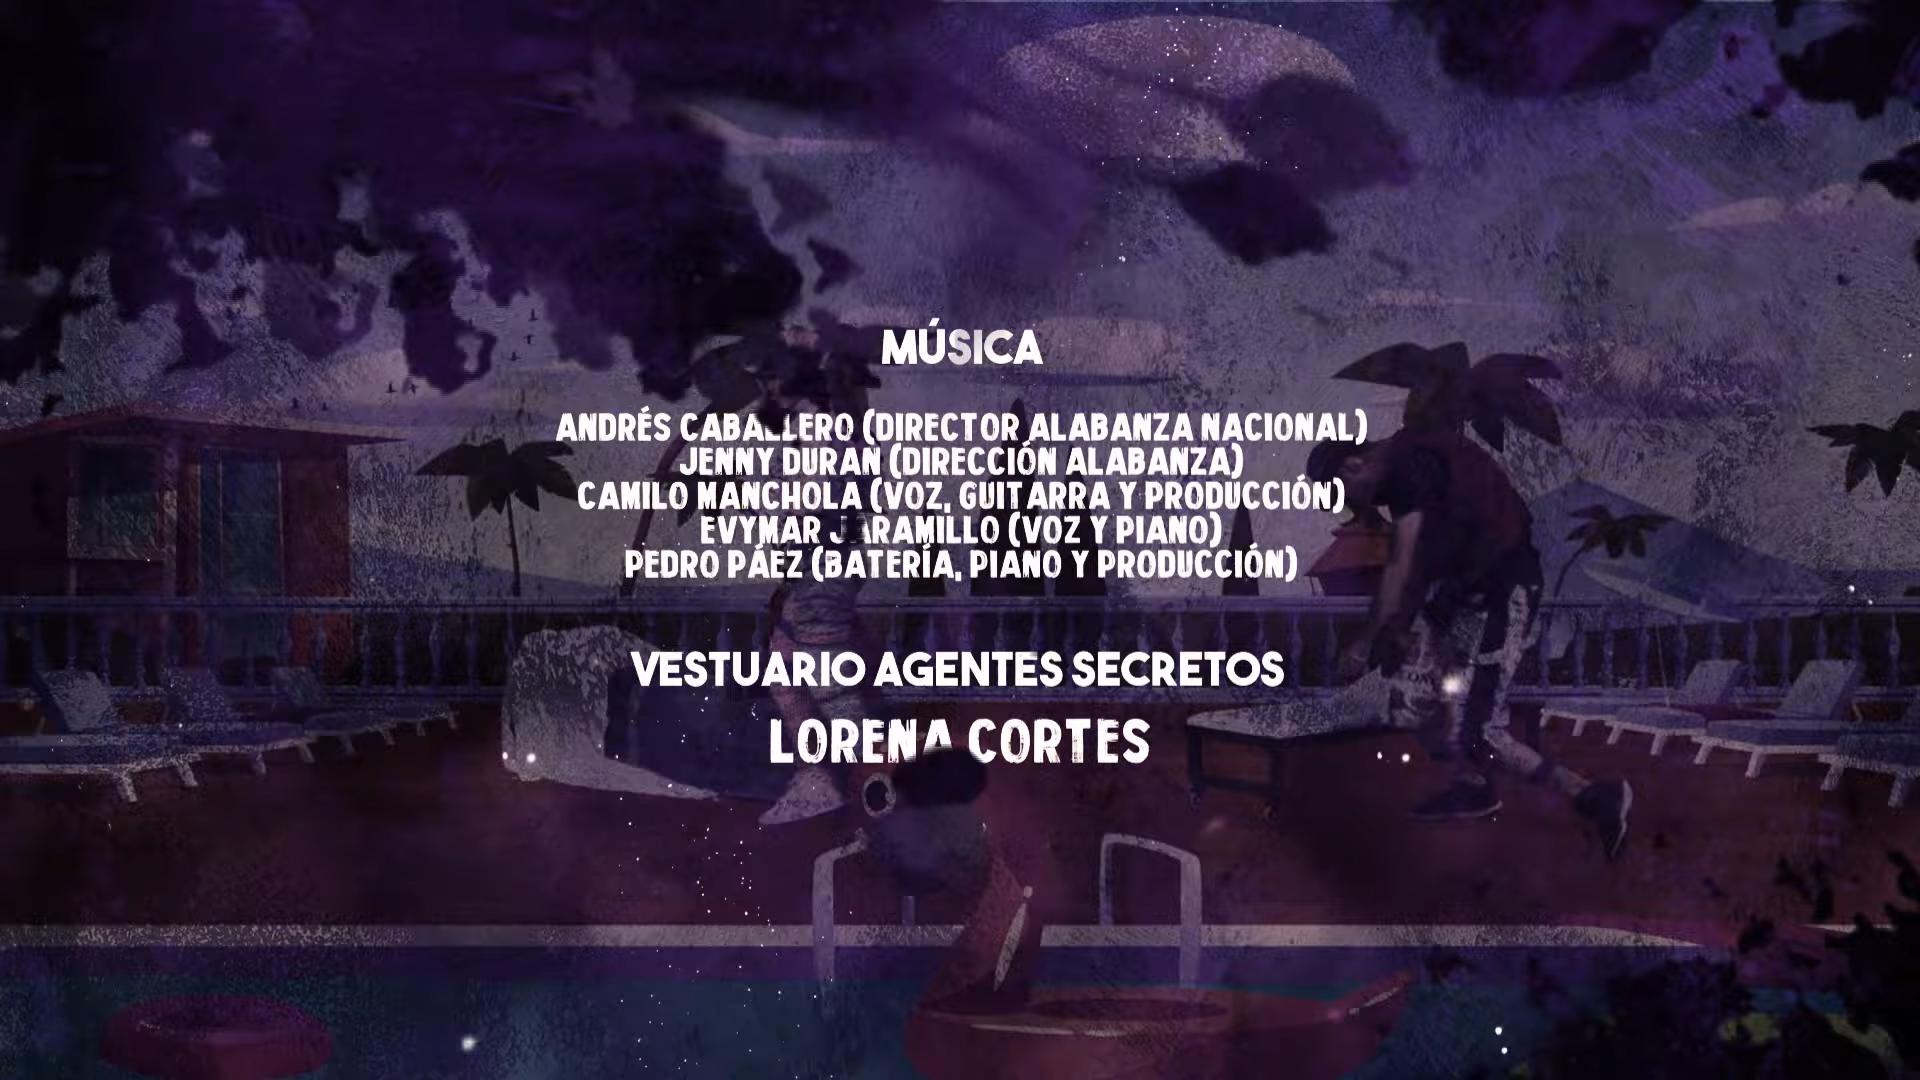 MÚSICA
ANDRÉS CABALLERO (DIRECTOR ALABANZA NACIONAL)
JENNY DURAN (DIRECCIÓN ALABANZA)
CAMILO MANCHOLA (VOZ, GUITARRA Y PRODUCCIÓN)
EVYMAR JARAMILLO (VOZ Y PIANO)
PEDRO PÁEZ (BATERÍA, PIANO Y PRODUCCIÓN)
VESTUARIO AGENTES SECRETOS
LORENA CORTES